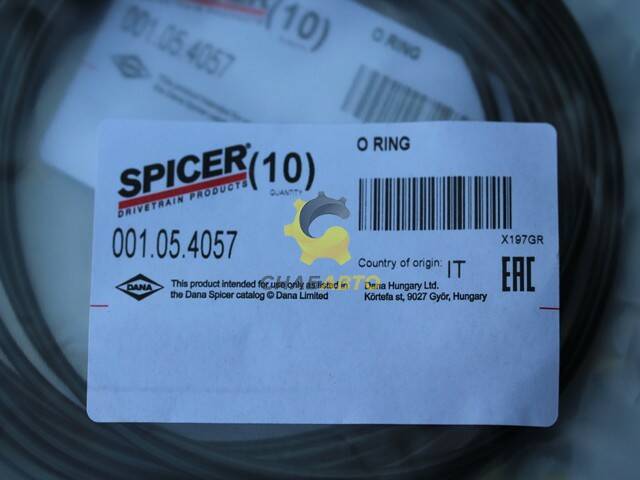 (10)
O RING
001.05.4057
DANA
SPICER®
(10)
QUANTITY
O RING
DRIVETRAIN PRODUCTS
001.05.4057
X197GR
Country of origin: IT
EAC
DANA
This product intended for use only as listed in
the Dana Spicer catalog © Dana Limited
Dana Hungary Ltd.
Körtefa st, 9027 Győr, Hungary
СНАБАВТО